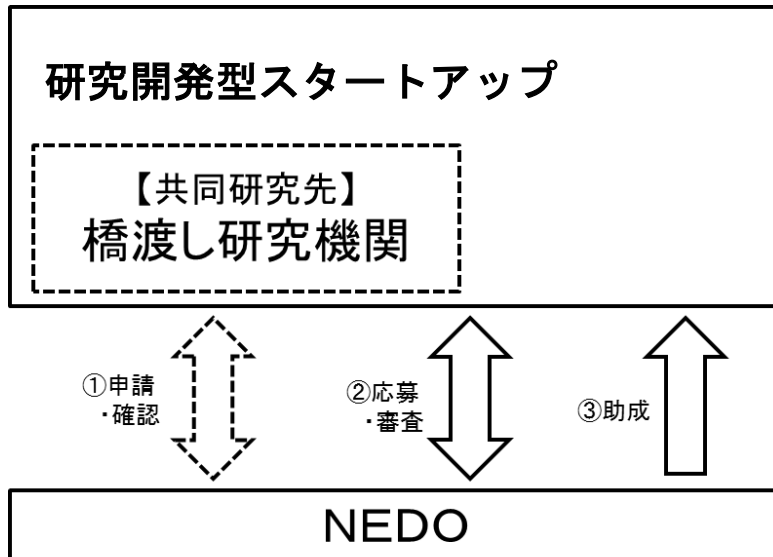 研究開発型スタートアップ
【共同研究先】
橋渡し研究機関
①申請
・確認
②応募
・審査
③助成
NEDO